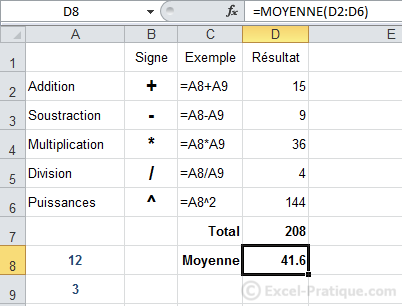 D8 fx =MOYENNE(D2:D6)
A B C D E
1 Signe Exemple Résultat
2 Addition + =A8+A9 15
3 Soustraction - =A8-A9 9
4 Multiplication * =A8*A9 36
5 Division / =A8/A9 4
6 Puissances ^ =A8^2 144
7 Total 208
8 12 Moyenne 41.6
9 3
© Excel-Pratique.com